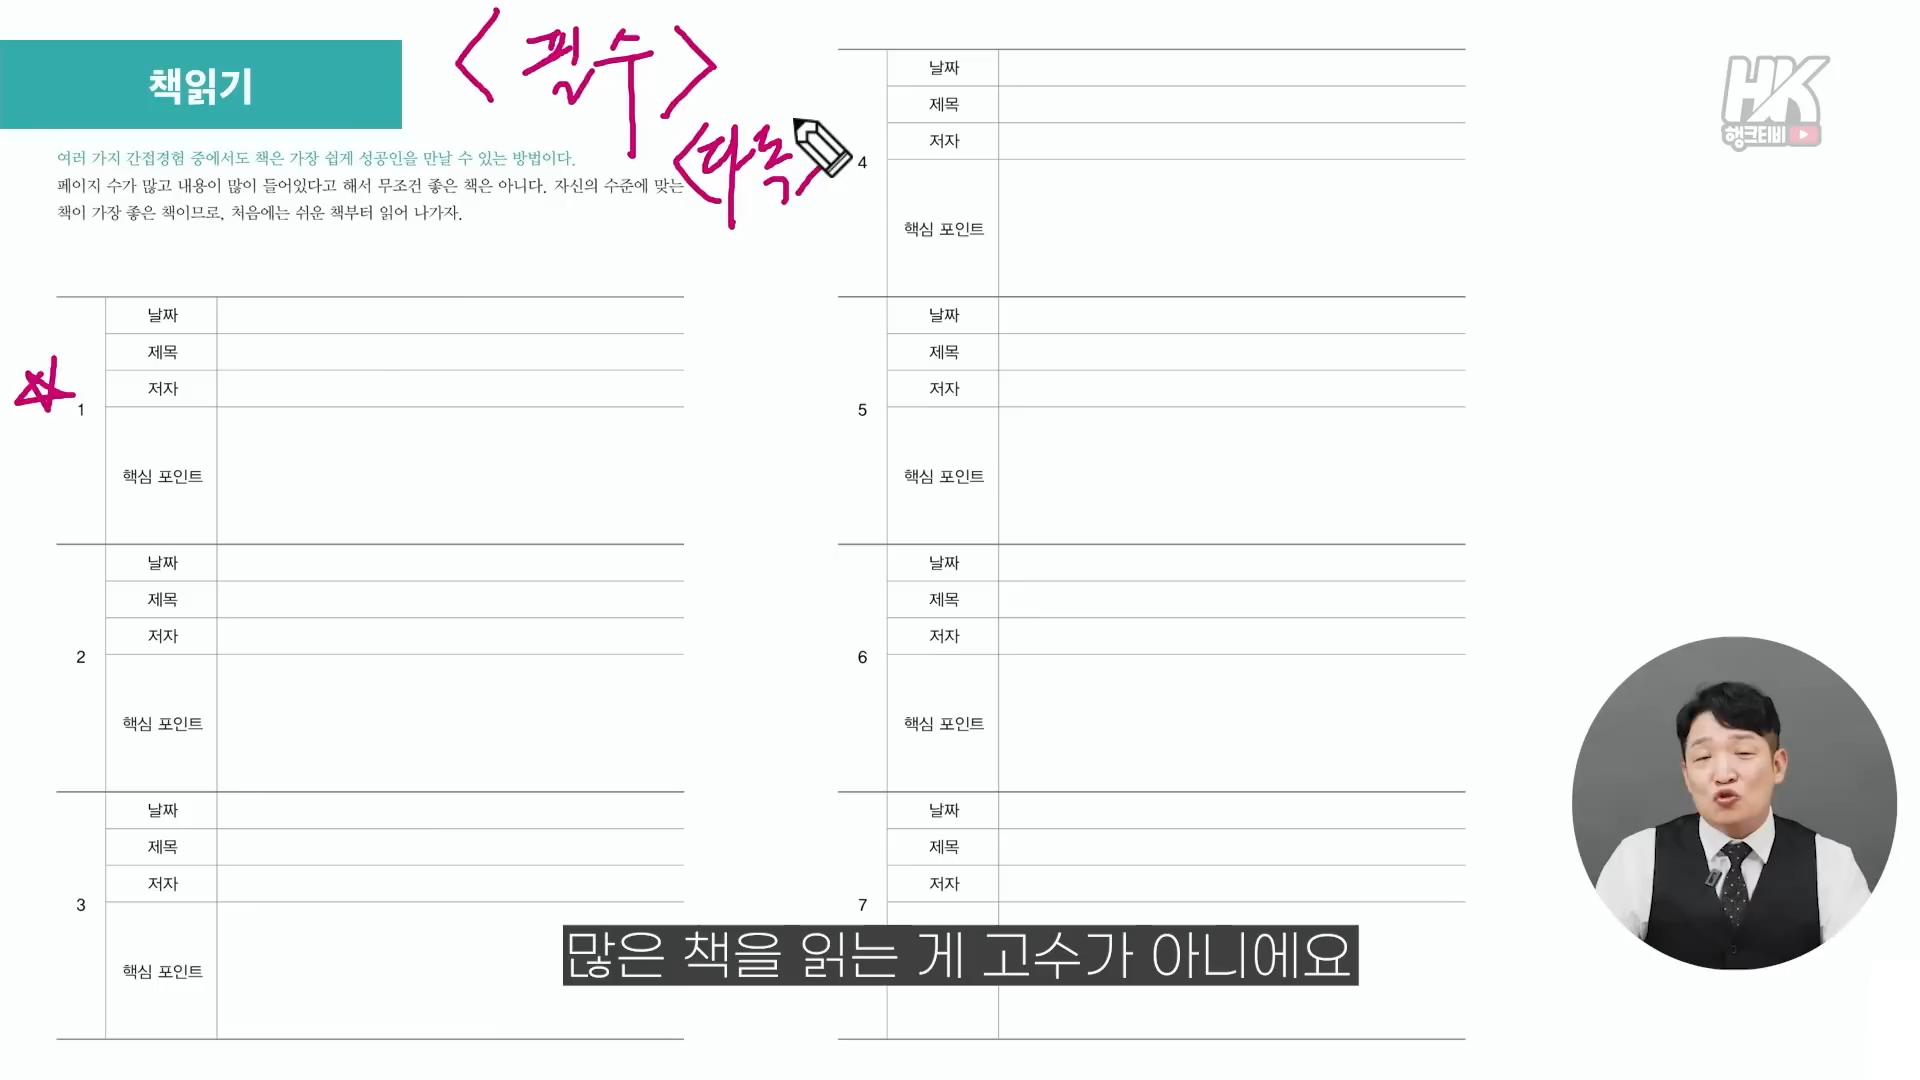 책읽기
<필수>
<다독>
여러 가지 간접경험 중에서도 책은 가장 쉽게 성공인을 만날 수 있는 방법이다.
페이지 수가 많고 내용이 많이 들어있다고 해서 무조건 좋은 책은 아니다. 자신의 수준에 맞는
책이 가장 좋은 책이므로, 처음에는 쉬운 책부터 읽어 나가자.
1
날짜
제목
저자
핵심 포인트
2
날짜
제목
저자
핵심 포인트
3
날짜
제목
저자
핵심 포인트
4
날짜
제목
저자
핵심 포인트
5
날짜
제목
저자
핵심 포인트
6
날짜
제목
저자
핵심 포인트
7
날짜
제목
저자
HK
행크티비
많은 책을 읽는 게 고수가 아니에요